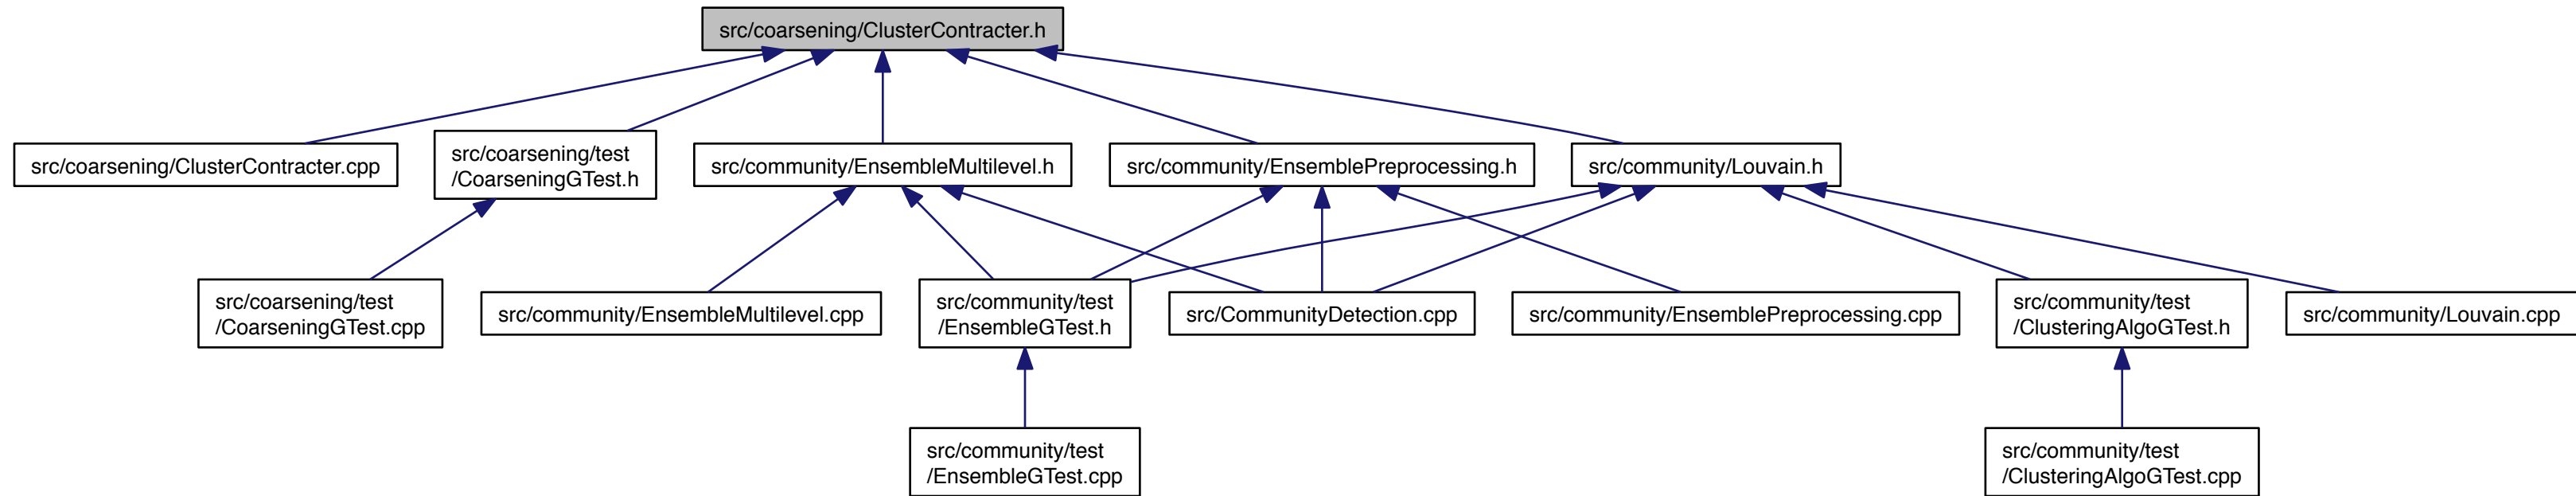 src/coarsening/ClusterContracter.h
src/coarsening/ClusterContracter.cpp
src/coarsening/test
/CoarseningGTest.h
src/community/EnsembleMultilevel.h
src/community/EnsemblePreprocessing.h
src/community/Louvain.h
src/coarsening/test
/CoarseningGTest.cpp
src/community/EnsembleMultilevel.cpp
src/community/test
/EnsembleGTest.h
src/CommunityDetection.cpp
src/community/EnsemblePreprocessing.cpp
src/community/test
/ClusteringAlgoGTest.h
src/community/Louvain.cpp
src/community/test
/EnsembleGTest.cpp
src/community/test
/ClusteringAlgoGTest.cpp